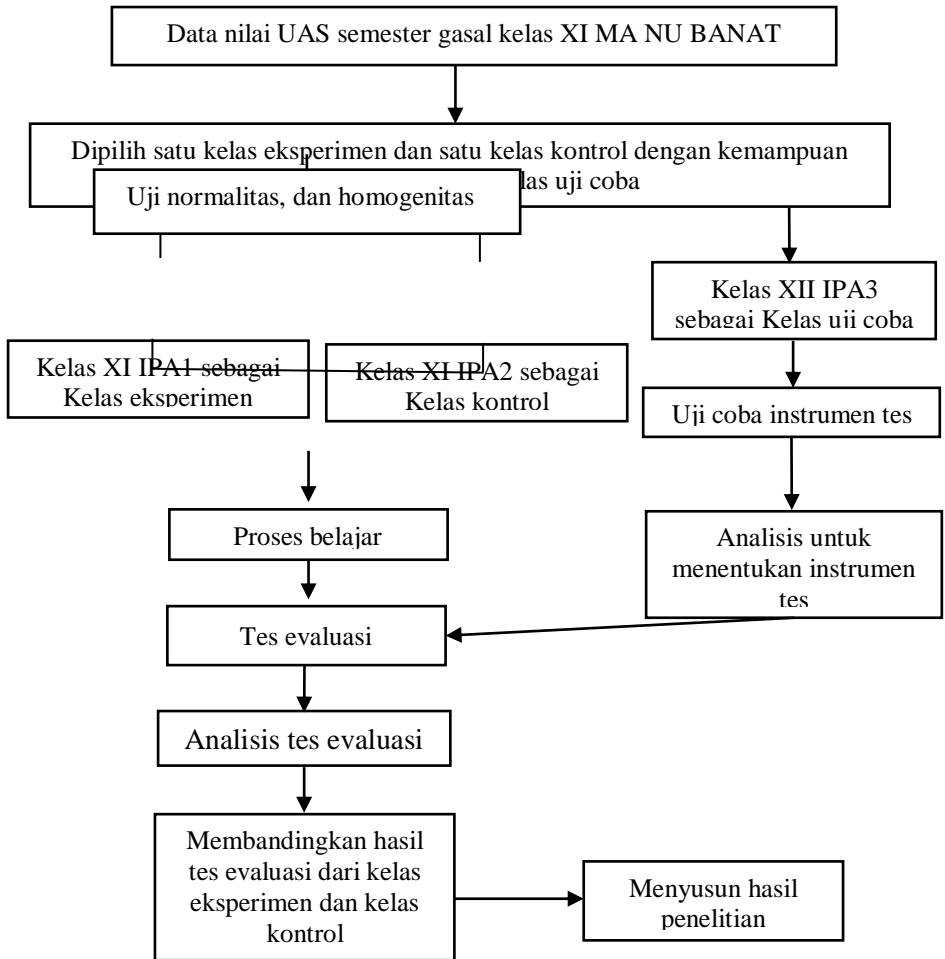 Data nilai UAS semester gasal kelas XI MA NU BANAT
Dipilih satu kelas eksperimen dan satu kelas kontrol dengan kemampuan
uji coba
Uji normalitas, dan homogenitas
Kelas XII IPA3
sebagai Kelas uji coba
Kelas XI IPA1 sebagai
Kelas eksperimen
Kelas XI IPA2 sebagai
Kelas kontrol
Uji coba instrumen tes
Proses belajar
Analisis untuk
menentukan instrumen
tes
Tes evaluasi
Analisis tes evaluasi
Membandingkan hasil
tes evaluasi dari kelas
eksperimen dan kelas
kontrol
Menyusun hasil
penelitian